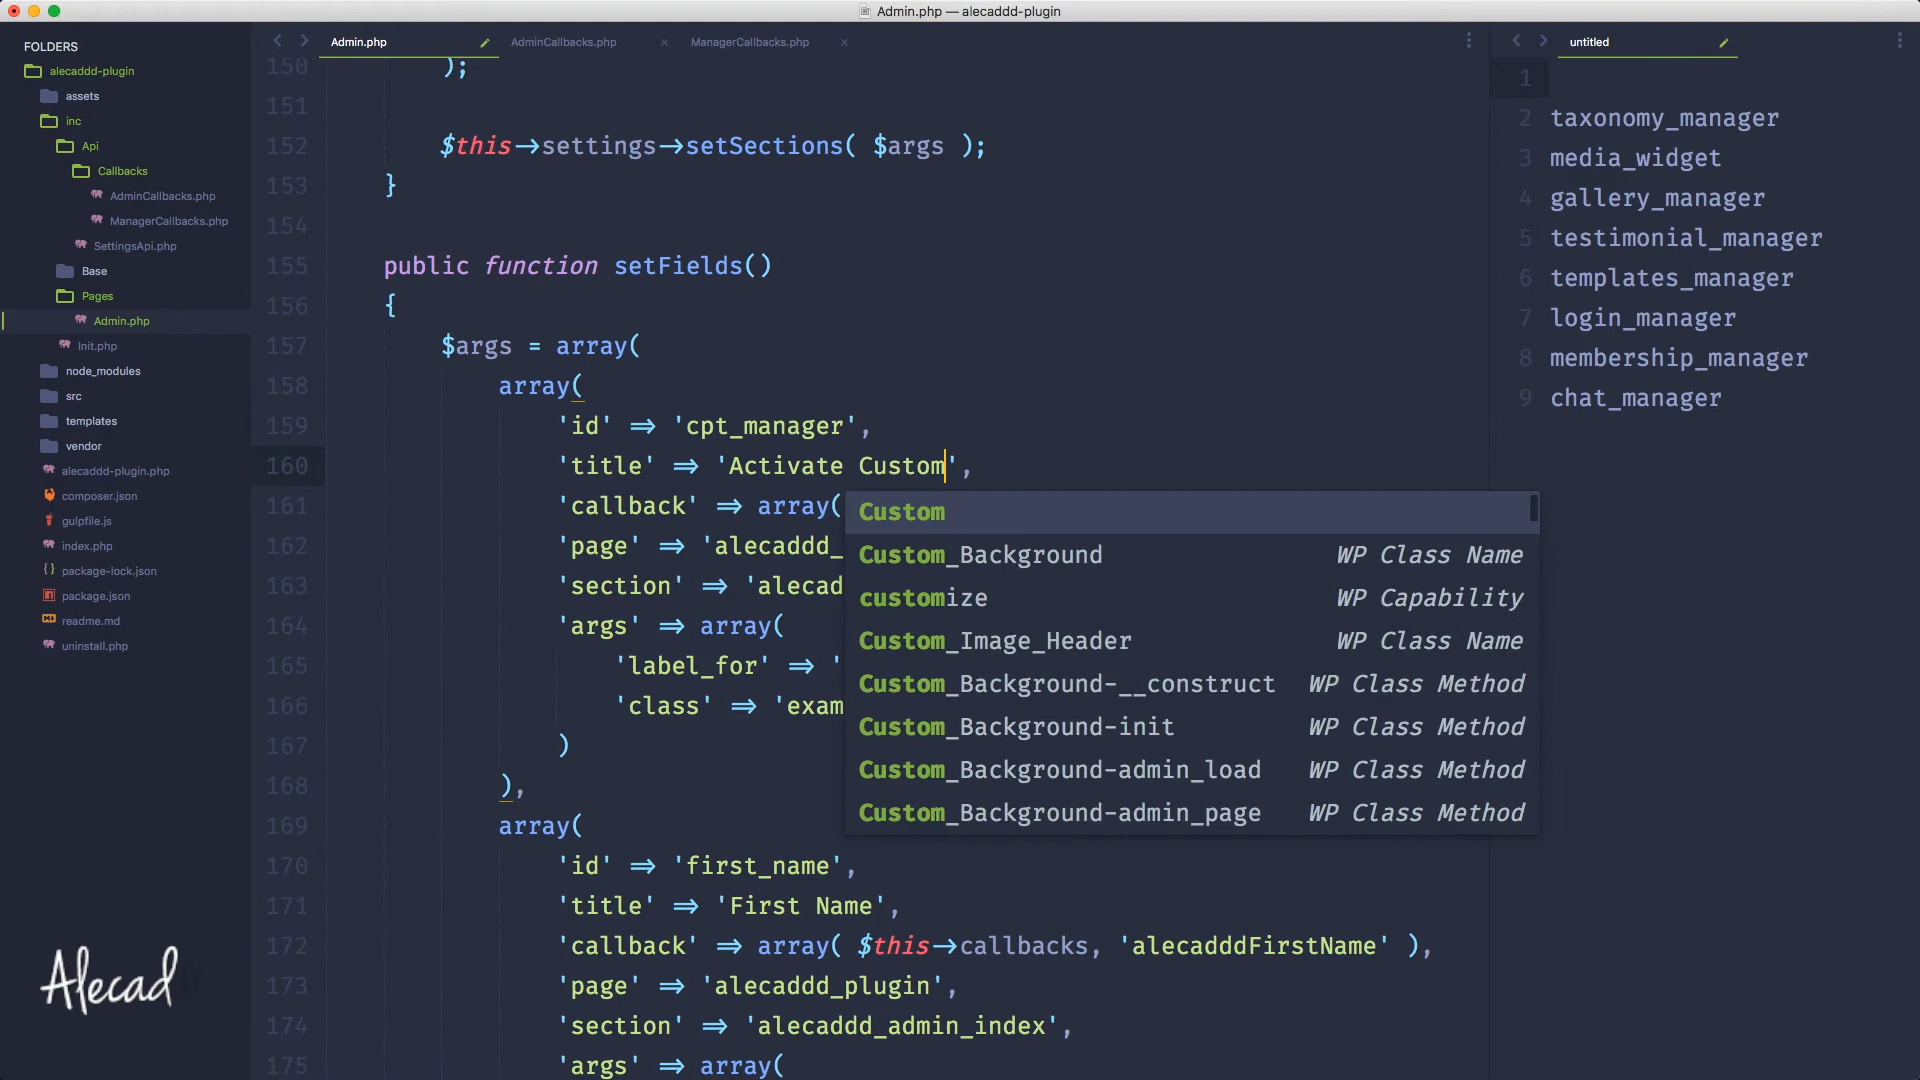 Admin.php — alecaddd-plugin
FOLDERS
alecaddd-plugin
assets
inc
Api
Callbacks
AdminCallbacks.php
ManagerCallbacks.php
SettingsApi.php
Base
Pages
Admin.php
Init.php
node_modules
src
templates
vendor
alecaddd-plugin.php
composer.json
gulpfile.js
index.php
package-lock.json
package.json
readme.md
uninstall.php
Alecad
Admin.php
AdminCallbacks.php
ManagerCallbacks.php
150 );
151
152 $this->settings->setSections( $args );
153 }
154
155 public function setFields()
156 {
157 $args = array(
158 array(
159 'id' => 'cpt_manager',
160 'title' => 'Activate Custom',
161 'callback' => array(
162 'page' => 'alecaddd_
163 'section' => 'alecad
164 'args' => array(
165 'label_for' => '
166 'class' => 'exam
167 )
168 ),
169 array(
170 'id' => 'first_name',
171 'title' => 'First Name',
172 'callback' => array( $this->callbacks, 'alecadddFirstName' ),
173 'page' => 'alecaddd_plugin',
174 'section' => 'alecaddd_admin_index',
175 'args' => array(
Custom
Custom_Background WP Class Name
customize WP Capability
Custom_Image_Header WP Class Name
Custom_Background-__construct WP Class Method
Custom_Background-init WP Class Method
Custom_Background-admin_load WP Class Method
Custom_Background-admin_page WP Class Method
untitled
1
2 taxonomy_manager
3 media_widget
4 gallery_manager
5 testimonial_manager
6 templates_manager
7 login_manager
8 membership_manager
9 chat_manager